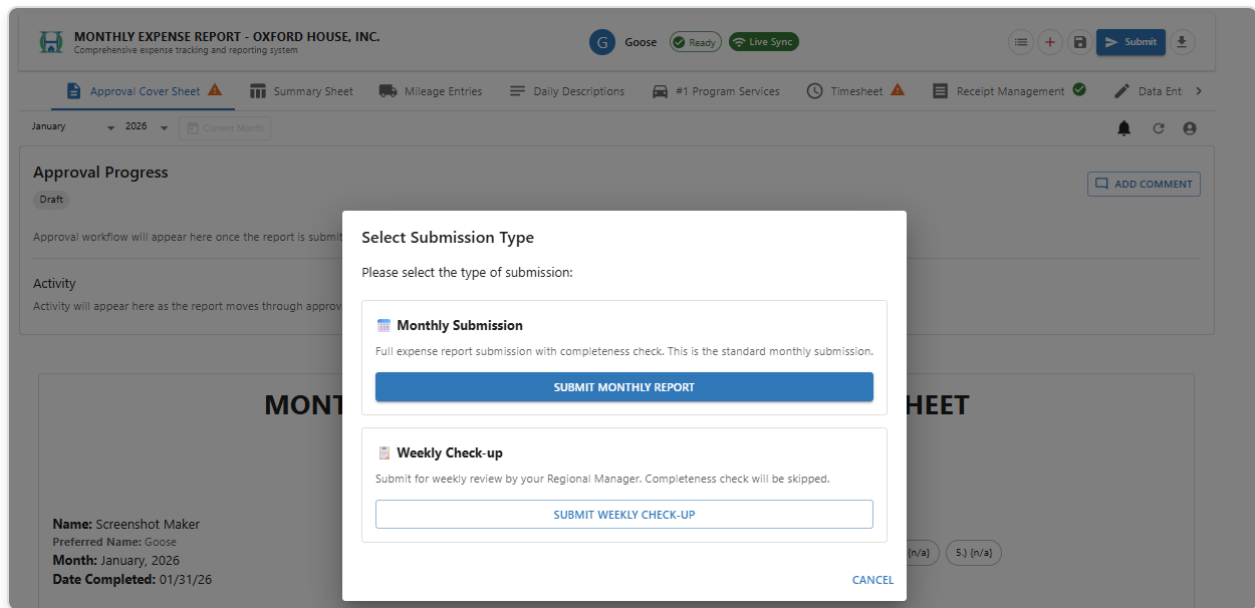 MONTHLY EXPENSE REPORT - OXFORD HOUSE, INC.
Comprehensive expense tracking and reporting system
G Goose Ready Live Sync
Submit
Approval Cover Sheet Summary Sheet Mileage Entries Daily Descriptions #1 Program Services Timesheet Receipt Management Data Ent
January 2026 Current Month
Approval Progress
ADD COMMENT
Draft
Approval workflow will appear here once the report is submit
Activity
Activity will appear here as the report moves through approv
Select Submission Type
Please select the type of submission:
Monthly Submission
Full expense report submission with completeness check. This is the standard monthly submission.
SUBMIT MONTHLY REPORT
Weekly Check-up
Submit for weekly review by your Regional Manager. Completeness check will be skipped.
SUBMIT WEEKLY CHECK-UP
CANCEL
MONT
HEET
Name: Screenshot Maker
Preferred Name: Goose
Month: January, 2026
Date Completed: 01/31/26
(n/a) 5.) (n/a)